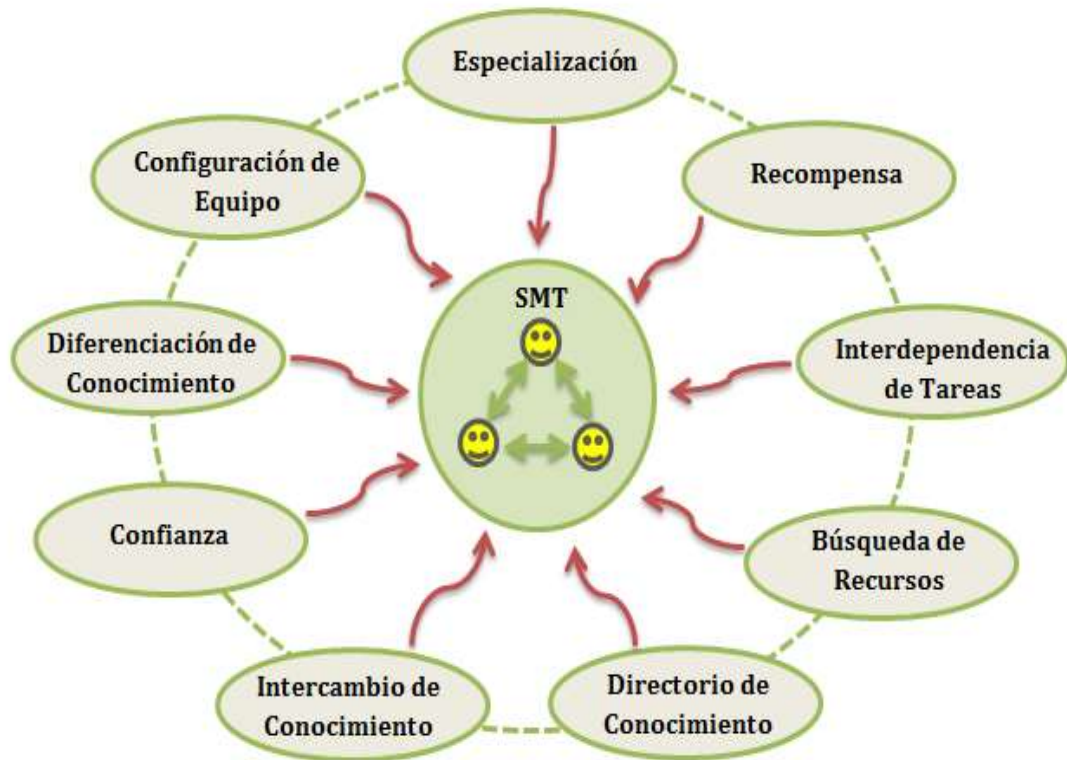 Especialización
Configuración de
Equipo
Recompensa
SMT
Diferenciación de
Conocimiento
Interdependencia
de Tareas
Confianza
Búsqueda de
Recursos
Intercambio de
Conocimiento
Directorio de
Conocimiento